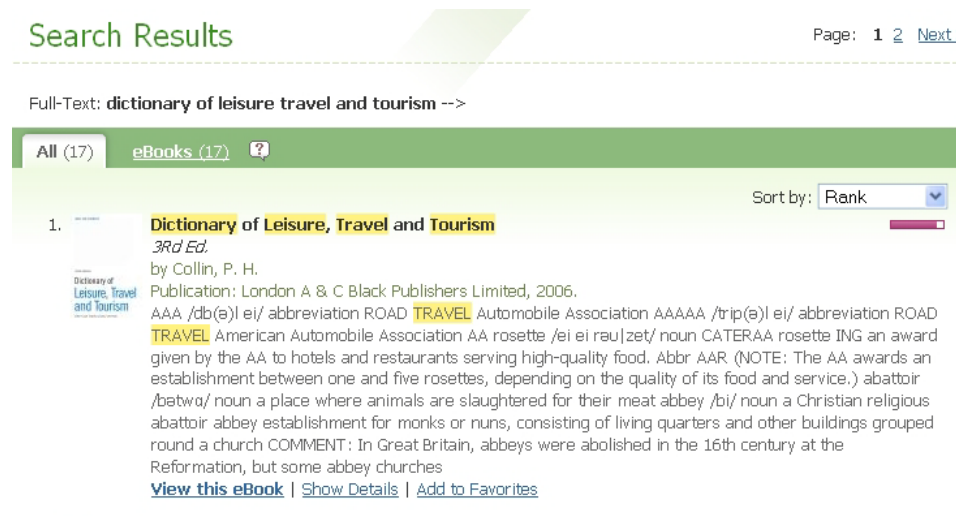 Search Results
Page: 1 2 Next
Full-Text: dictionary of leisure travel and tourism -->
All (17) eBooks (17) ?
Sort by: Rank
1.
Dictionary of
Leisure, Travel
and Tourism
Dictionary of Leisure, Travel and Tourism
3Rd Ed.
by Collin, P. H.
Publication: London A & C Black Publishers Limited, 2006.
AAA /db(ə)l ei/ abbreviation ROAD TRAVEL Automobile Association AAAAA /trip(ə)l ei/ abbreviation ROAD
TRAVEL American Automobile Association AA rosette /ei ei rəu|zet/ noun CATERAA rosette ING an award
given by the AA to hotels and restaurants serving high-quality food. Abbr AAR (NOTE: The AA awards an
establishment between one and five rosettes, depending on the quality of its food and service.) abattoir
/bətwɑ/ noun a place where animals are slaughtered for their meat abbey /bi/ noun a Christian religious
abattoir abbey establishment for monks or nuns, consisting of living quarters and other buildings grouped
round a church COMMENT: In Great Britain, abbeys were abolished in the 16th century at the
Reformation, but some abbey churches
View this eBook | Show Details | Add to Favorites